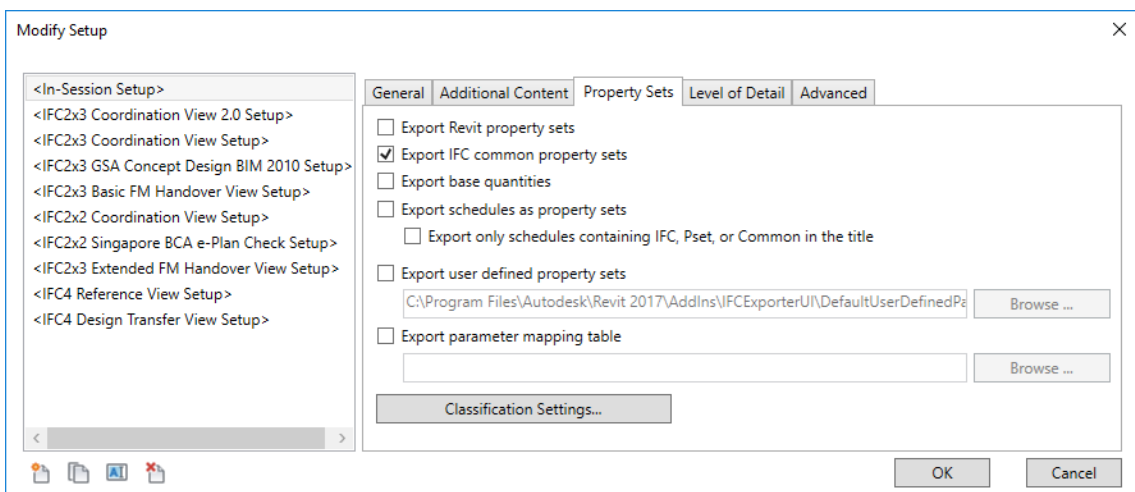 Modify Setup
<In-Session Setup>
<IFC2x3 Coordination View 2.0 Setup>
<IFC2x3 Coordination View Setup>
<IFC2x3 GSA Concept Design BIM 2010 Setup>
<IFC2x3 Basic FM Handover View Setup>
<IFC2x2 Coordination View Setup>
<IFC2x2 Singapore BCA e-Plan Check Setup>
<IFC2x3 Extended FM Handover View Setup>
<IFC4 Reference View Setup>
<IFC4 Design Transfer View Setup>
General Additional Content Property Sets Level of Detail Advanced
Export Revit property sets
Export IFC common property sets
Export base quantities
Export schedules as property sets
Export only schedules containing IFC, Pset, or Common in the title
Export user defined property sets
C:\Program Files\Autodesk\Revit 2017\AddIns\IFCExporterUI\DefaultUserDefinedPa Browse ...
Export parameter mapping table
Browse ...
Classification Settings...
AI
OK Cancel